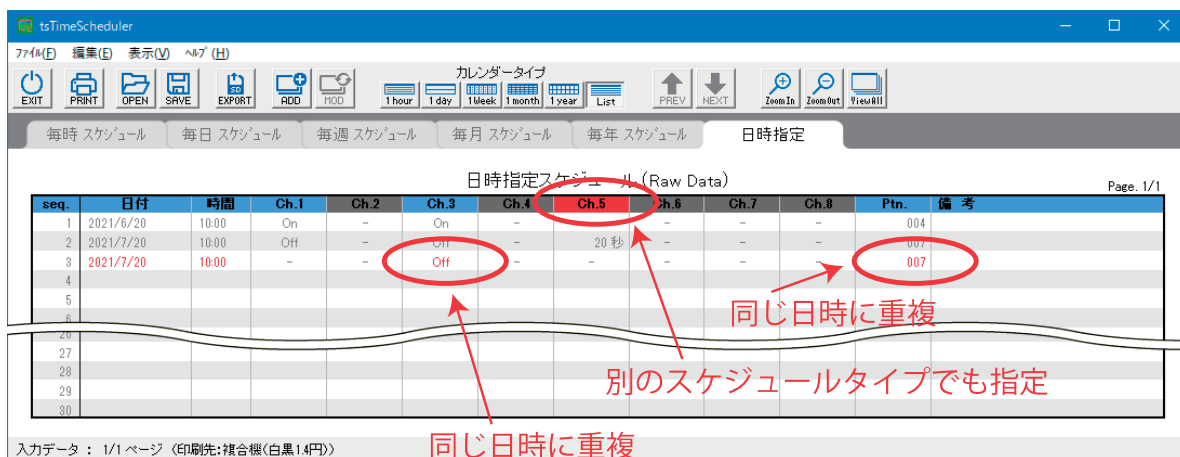 tsTimeScheduler
ﾌｧｲﾙ(F) 編集(E) 表示(V) ﾍﾙﾌﾟ(H)
カレンダータイプ
EXIT PRINT OPEN SAVE EXPORT ADD MOD 1 hour 1 day 1Week 1 month 1 year List PREV NEXT ZoomIn ZoomOut ViewAll
毎時 スケジュール 毎日 スケジュール 毎週 スケジュール 毎月 スケジュール 毎年 スケジュール 日時指定
日時指定スケジュール (Raw Data)
Page. 1/1
seq. 日付 時間 Ch.1 Ch.2 Ch.3 Ch.4 Ch.5 Ch.6 Ch.7 Ch.8 Ptn. 備 考
1 2021/6/20 10:00 On - On - - - - - 004
2 2021/7/20 10:00 Off - Off - 20 秒 - - - 007
3 2021/7/20 10:00 - - Off - - - - - 007
4
5
6
同じ日時に重複
26
27
28
別のスケジュールタイプでも指定
29
30
同じ日時に重複
入力データ : 1/1 ページ (印刷先:複合機(白黒1.4円))